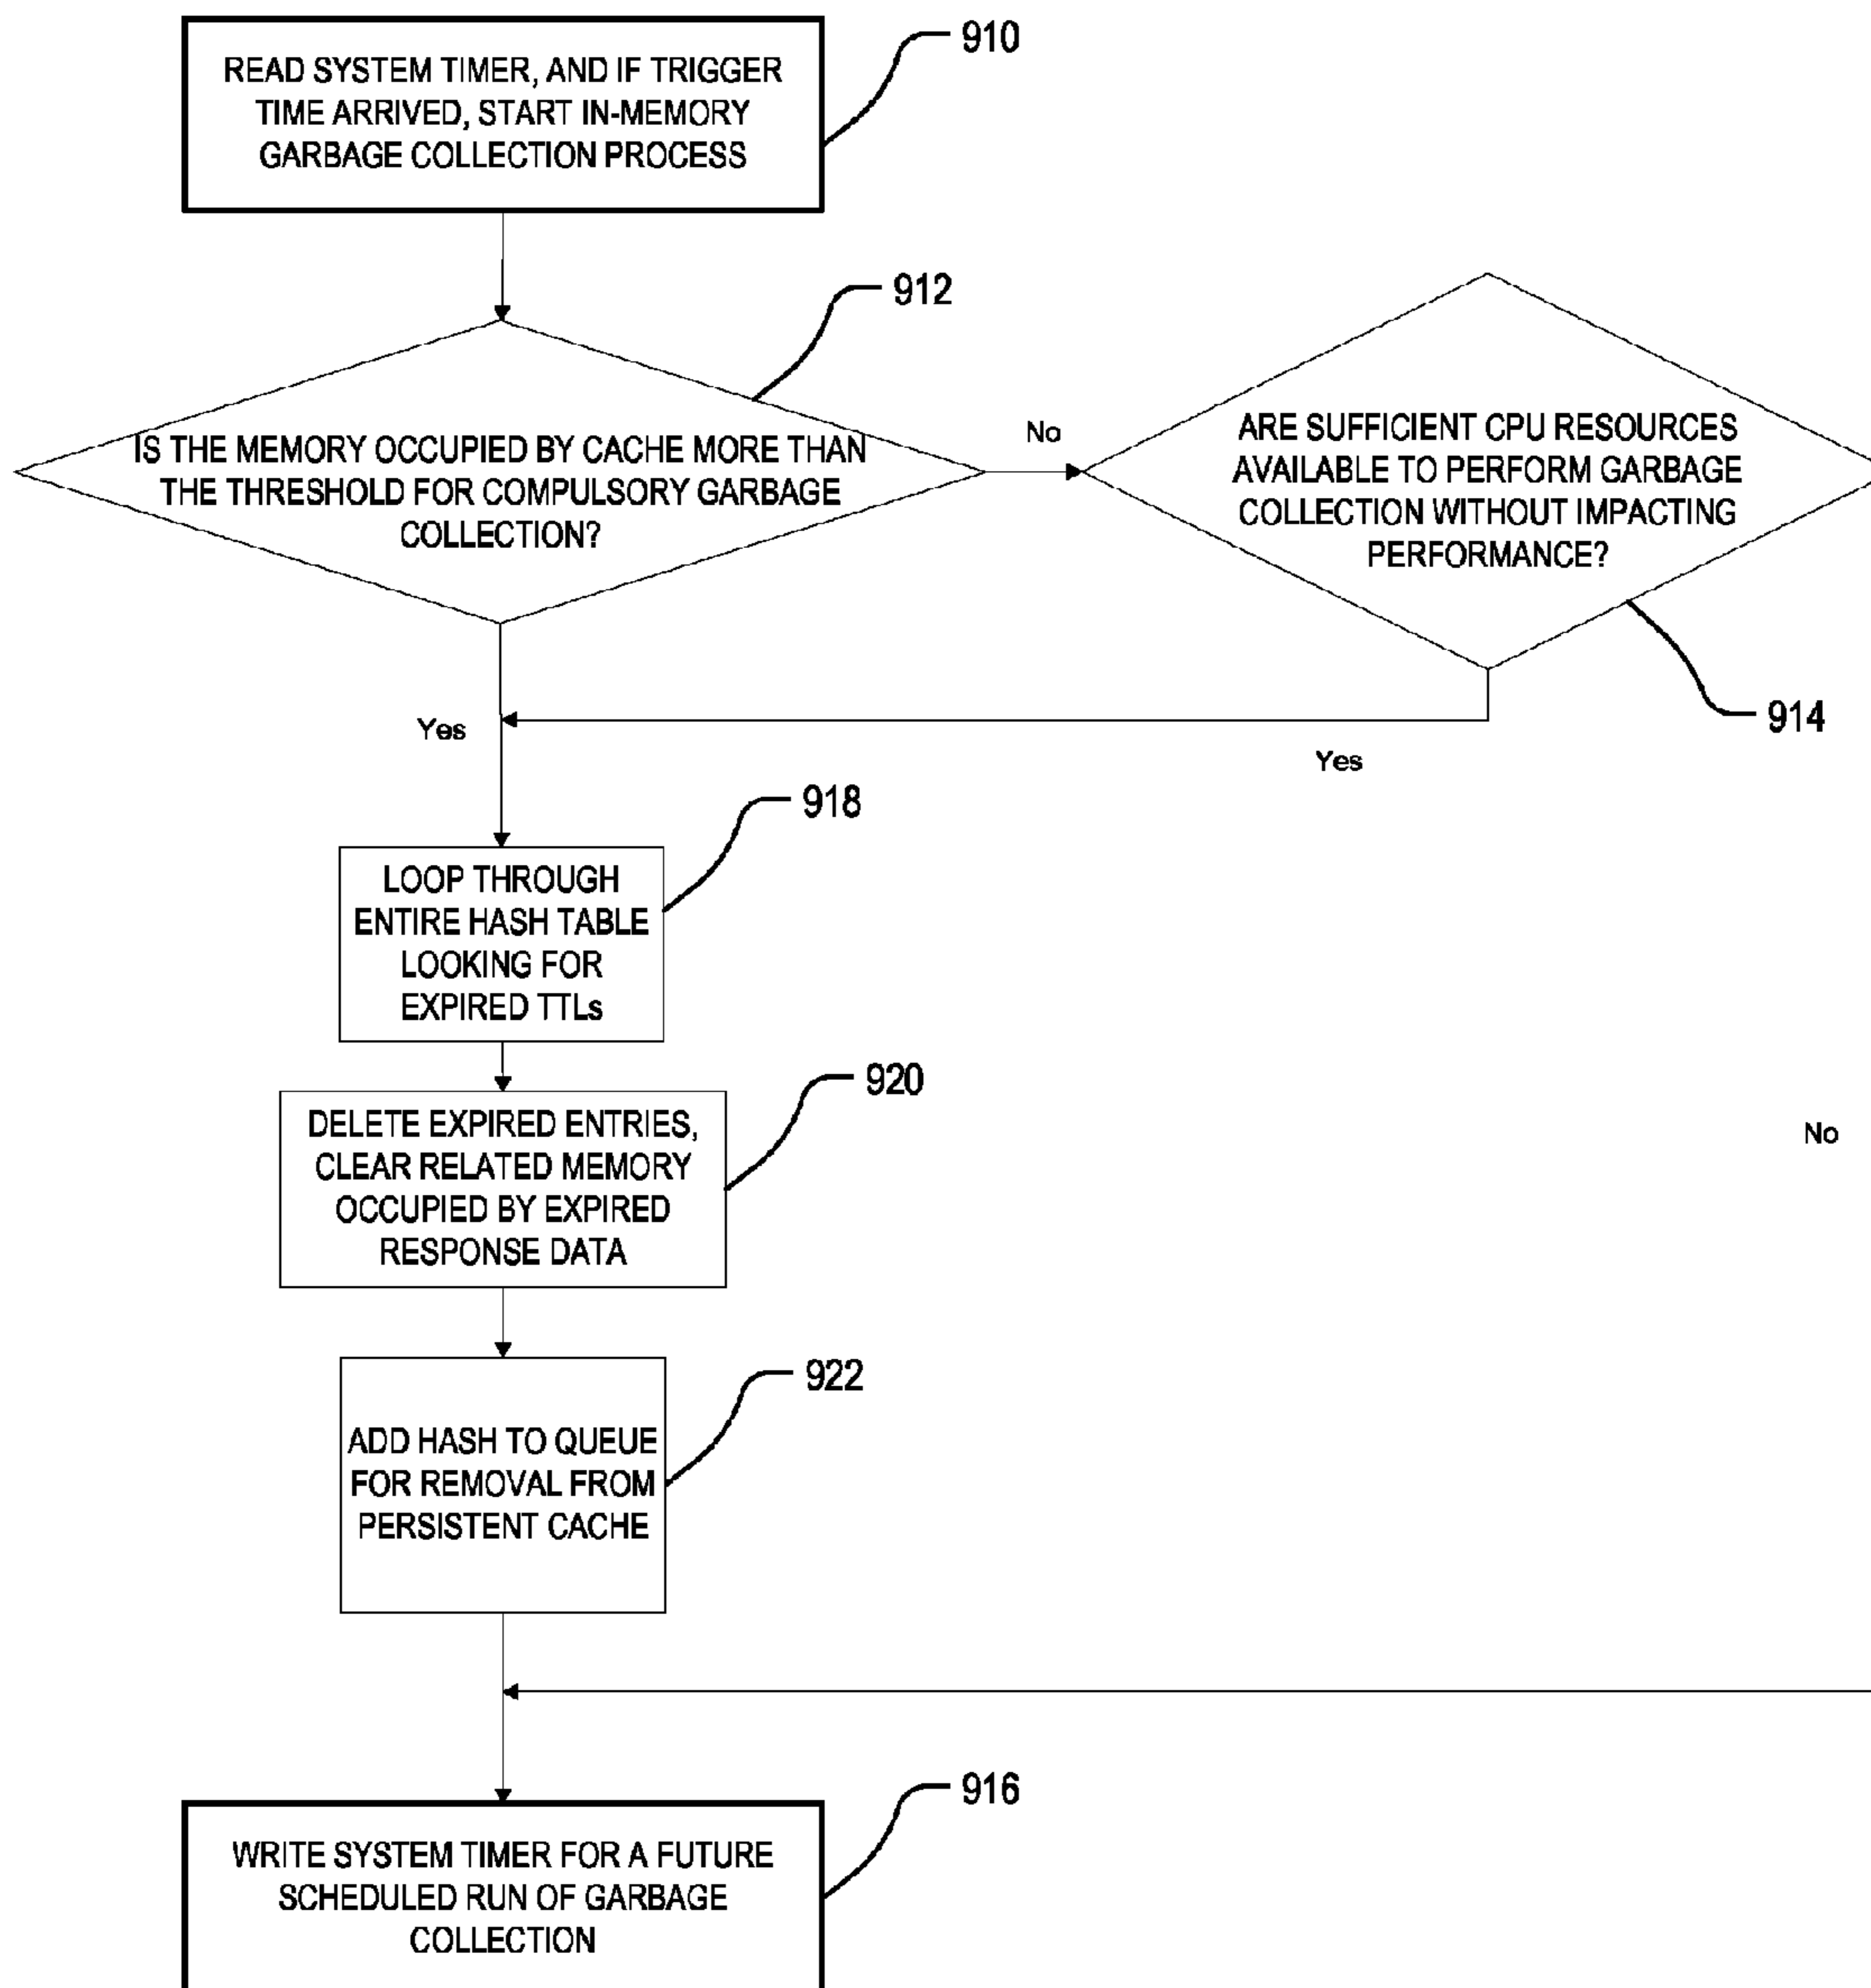 910
READ SYSTEM TIMER, AND IF TRIGGER
TIME ARRIVED, START IN-MEMORY
GARBAGE COLLECTION PROCESS
912
IS THE MEMORY OCCUPIED BY CACHE MORE THAN
THE THRESHOLD FOR COMPULSORY GARBAGE
COLLECTION?
No
ARE SUFFICIENT CPU RESOURCES
AVAILABLE TO PERFORM GARBAGE
COLLECTION WITHOUT IMPACTING
PERFORMANCE?
914
Yes
Yes
918
LOOP THROUGH
ENTIRE HASH TABLE
LOOKING FOR
EXPIRED TTLs
920
DELETE EXPIRED ENTRIES,
CLEAR RELATED MEMORY
OCCUPIED BY EXPIRED
RESPONSE DATA
No
922
ADD HASH TO QUEUE
FOR REMOVAL FROM
PERSISTENT CACHE
916
WRITE SYSTEM TIMER FOR A FUTURE
SCHEDULED RUN OF GARBAGE
COLLECTION